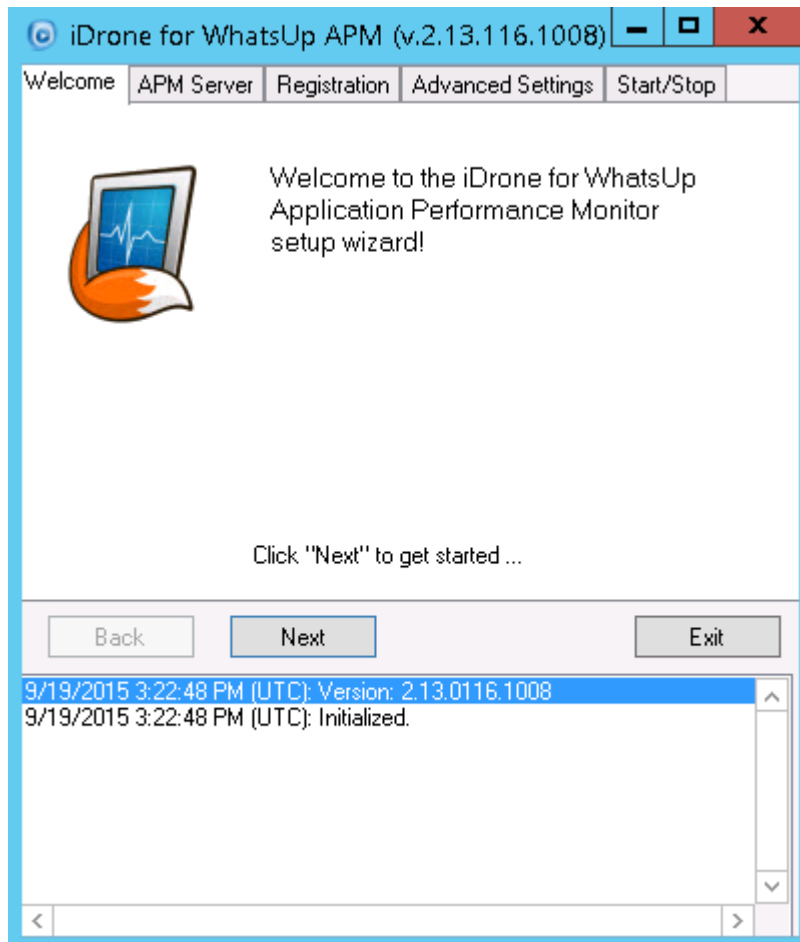 iDrone for WhatsUp APM (v.2.13.116.1008)
Welcome APM Server Registration Advanced Settings Start/Stop
Welcome to the iDrone for WhatsUp
Application Performance Monitor
setup wizard!
Click "Next" to get started ...
Back Next Exit
9/19/2015 3:22:48 PM (UTC): Version: 2.13.0116.1008
9/19/2015 3:22:48 PM (UTC): Initialized.